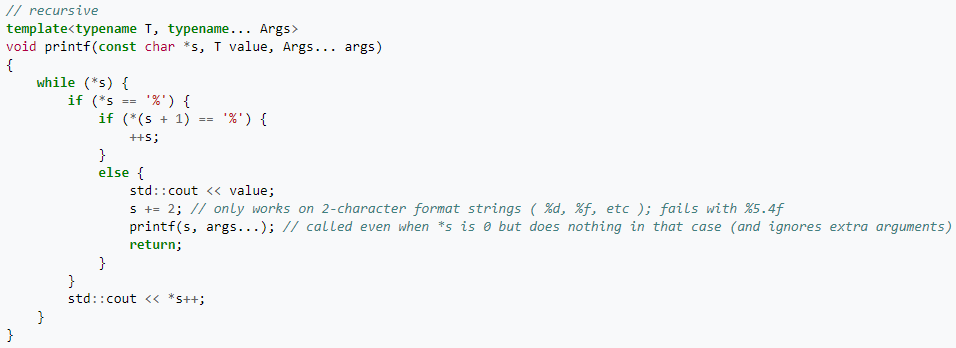 // recursive
template<typename T, typename... Args>
void printf(const char *s, T value, Args... args)
{
    while (*s) {
        if (*s == '%') {
            if (*(s + 1) == '%') {
                ++s;
            }
            else {
                std::cout << value;
                s += 2; // only works on 2-character format strings ( %d, %f, etc ); fails with %5.4f
                printf(s, args...); // called even when *s is 0 but does nothing in that case (and ignores extra arguments)
                return;
            }
        }
        std::cout << *s++;
    }
}